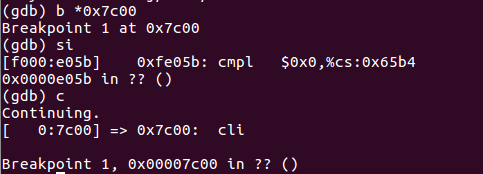 (gdb) b *0x7c00
Breakpoint 1 at 0x7c00
(gdb) si
[f000:e05b]    0xfe05b: cmpl   $0x0,%cs:0x65b4
0x0000e05b in ?? ()
(gdb) c
Continuing.
[   0:7c00] => 0x7c00:  cli
Breakpoint 1, 0x00007c00 in ?? ()